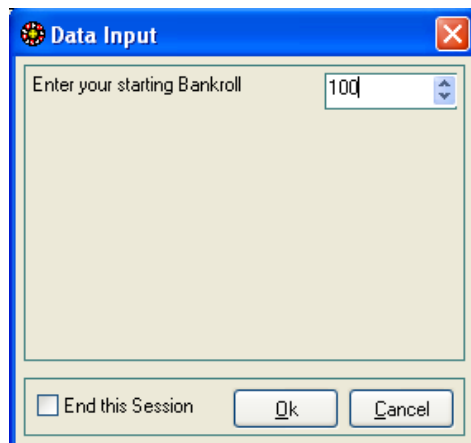 Data Input
Enter your starting Bankroll 100
End this Session Ok Cancel